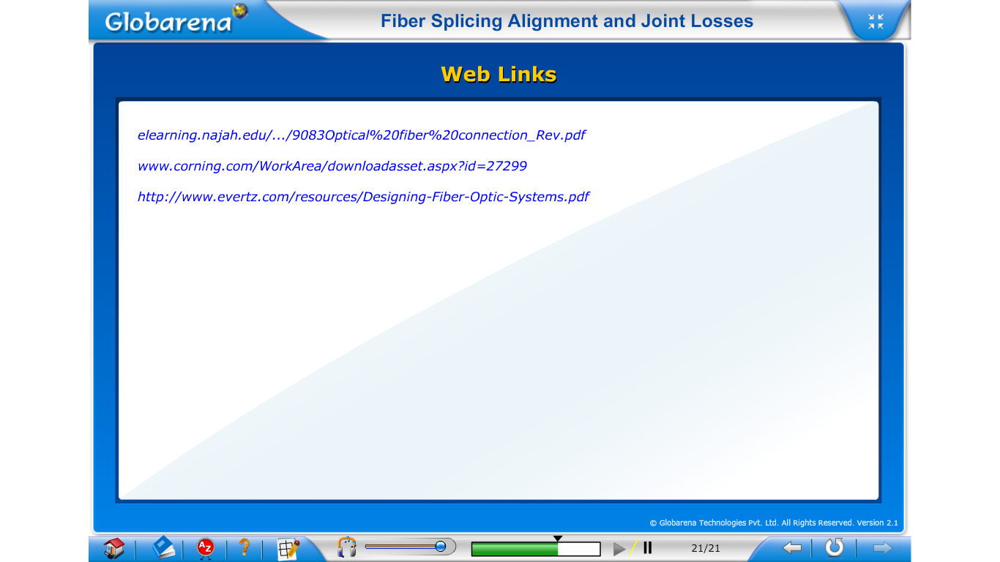 Globarena
Fiber Splicing Alignment and Joint Losses
Web Links
elearning.najah.edu/.../9083Optical%20fiber%20connection_Rev.pdf
www.corning.com/WorkArea/downloadasset.aspx?id=27299
http://www.evertz.com/resources/Designing-Fiber-Optic-Systems.pdf
© Globarena Technologies Pvt. Ltd. All Rights Reserved. Version 2.1
AZ
?
21/21